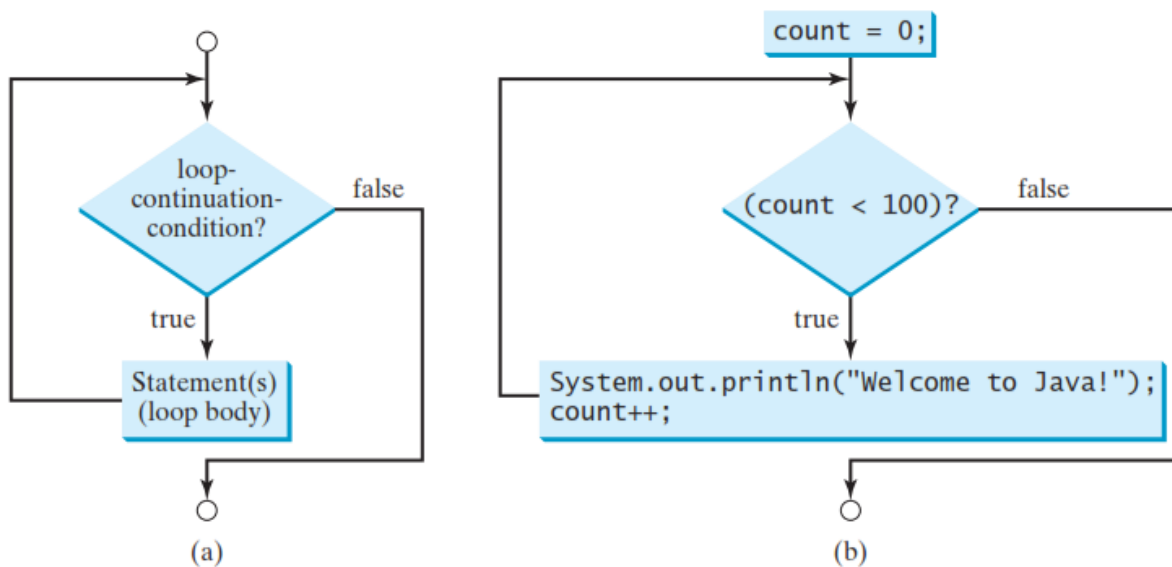 loop-
continuation-
condition?
false
true
Statement(s)
(loop body)
(a)
count = 0;
(count < 100)?
false
true
System.out.println("Welcome to Java!");
count++;
(b)